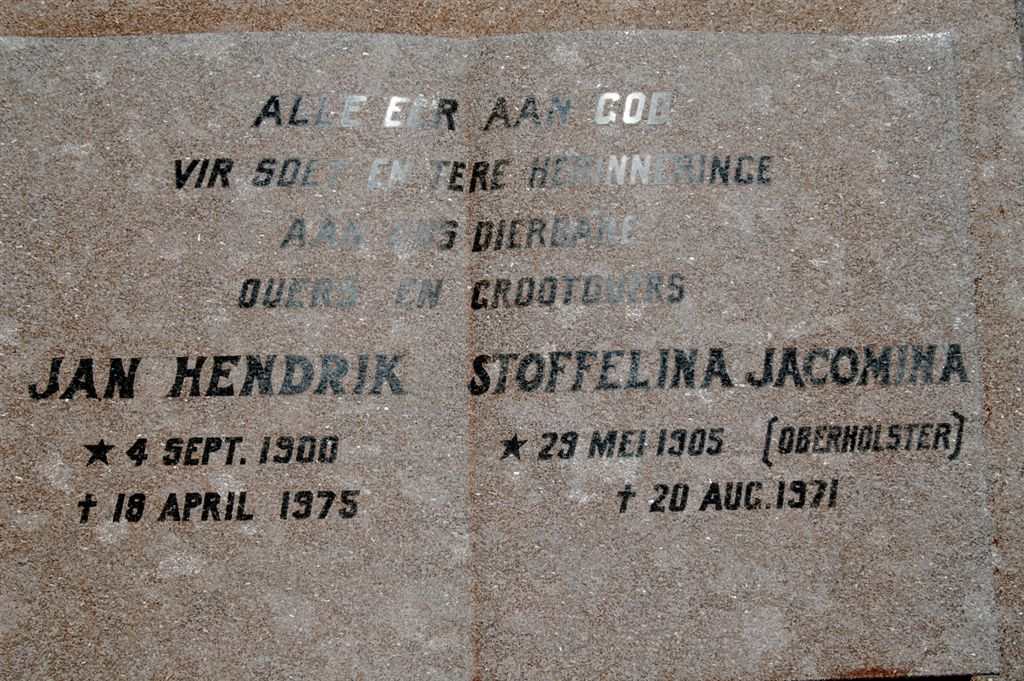 ALLE EER AAN GOD
VIR SOET EN TERE HERINNERINGE
AAN ONS DIERBARE
OUERS EN GROOTOUERS
JAN HENDRIK STOFFELINA JACOMINA
★ 4 SEPT. 1900 ★ 29 MEI 1905 (OBERHOLSTER)
† 18 APRIL 1975 † 20 AUG. 1971